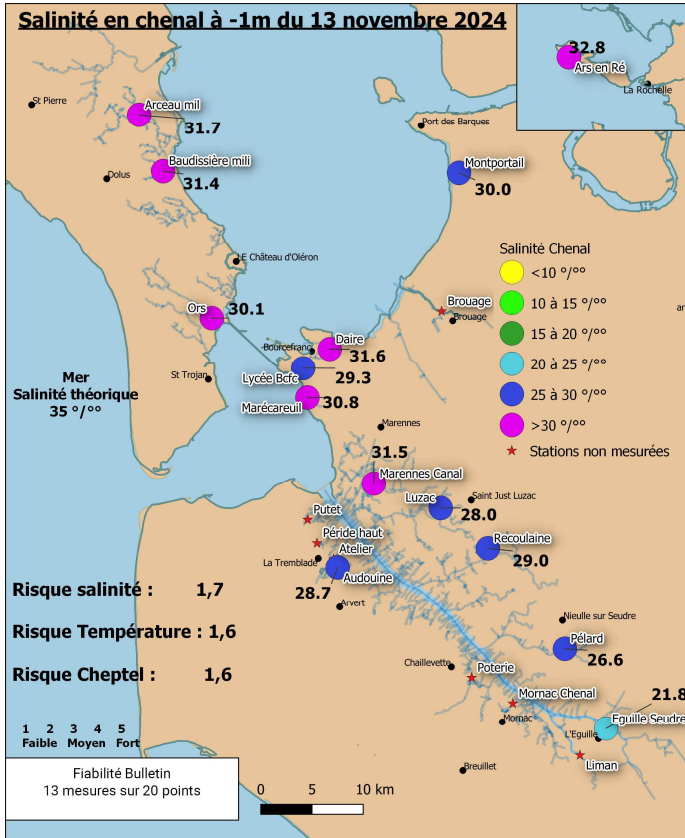 Salinité en chenal à -1m du 13 novembre 2024
32.8
Ars en Ré
La Rochelle
St Pierre
Arceau mil
31.7
Port des Barques
Baudissière mili
31.4
Dolus
Montportail
30.0
Salinité Chenal
<10 °/°°
10 à 15 °/°°
15 à 20 °/°°
20 à 25 °/°°
25 à 30 °/°°
>30 °/°°
Stations non mesurées
LE Château d'Oléron
Ors
30.1
Brouage
Brouage
ar
Daire
31.6
Bourcefranc
Lycée Bcfc
29.3
Marécareuil
30.8
St Trojan
Mer
Salinité théorique
35 °/°°
Marennes
31.5
Marennes Canal
Luzac
28.0
Saint Just Luzac
Recoulaine
29.0
Putet
Péride haut
Atelier
La Tremblade
Audouine
28.7
Arvert
Risque salinité : 1,7
Risque Température : 1,6
Risque Cheptel : 1,6
Nieulle sur Seudre
Pélard
26.6
Chaillevette
Poterie
Mornac Chenal
Mornac
21.8
Eguille Seudre
L'Eguille
Liman
Breuillet
1 2 3 4 5
Faible Moyen Fort
Fiabilité Bulletin
13 mesures sur 20 points
0 5 10 km